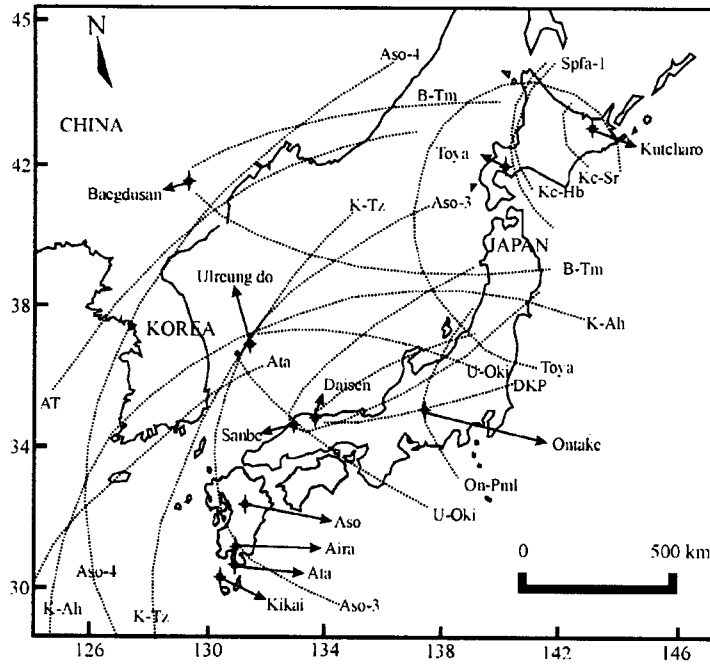 45
N
Aso-4
Spfa-1
B-Tm
CHINA
Toya
Kutcharo
42
Baegdusan
Kc-Sr
Kc-Hb
K-Tz
Aso-3
JAPAN
Ulreung do
B-Tm
38
KOREA
K-Ah
Ata
U-Oki
Toya
Daisen
DKP
AT
Sanbe
34
Ontake
On-Pm1
U-Oki
Aso
0 500 km
Aira
Aso-4
Ata
30
K-Ah
K-Tz
Kikai
Aso-3
126 130 134 138 142 146